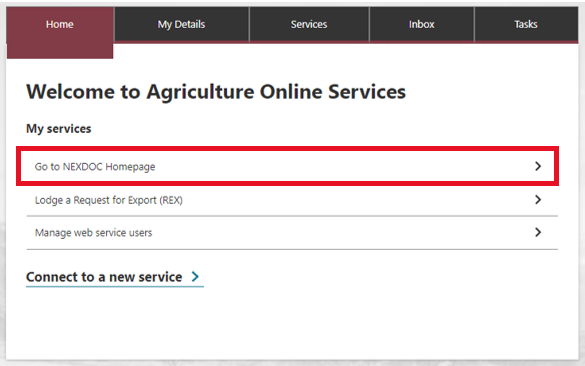 Home My Details Services Inbox Tasks
Welcome to Agriculture Online Services
My services
Go to NEXDOC Homepage
Lodge a Request for Export (REX)
Manage web service users
Connect to a new service